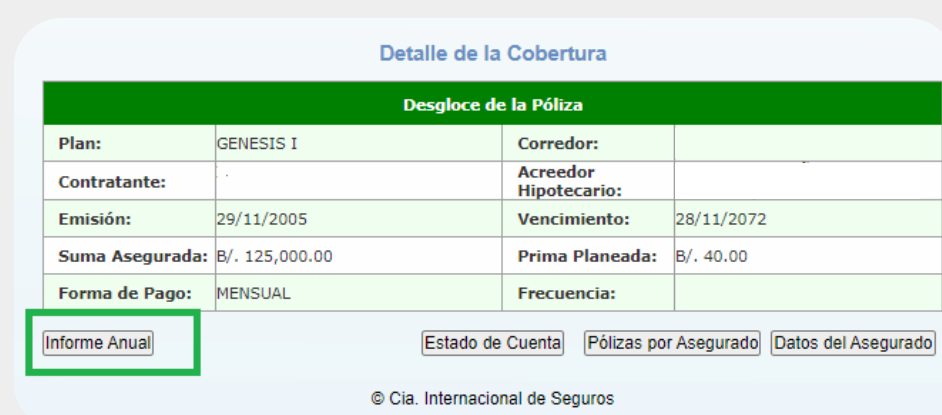 Detalle de la Cobertura
Desgloce de la Póliza
Plan: GENESIS I Corredor:
Contratante: Acreedor Hipotecario:
Emisión: 29/11/2005 Vencimiento: 28/11/2072
Suma Asegurada: B/. 125,000.00 Prima Planeada: B/. 40.00
Forma de Pago: MENSUAL Frecuencia:
Informe Anual Estado de Cuenta Pólizas por Asegurado Datos del Asegurado
© Cia. Internacional de Seguros